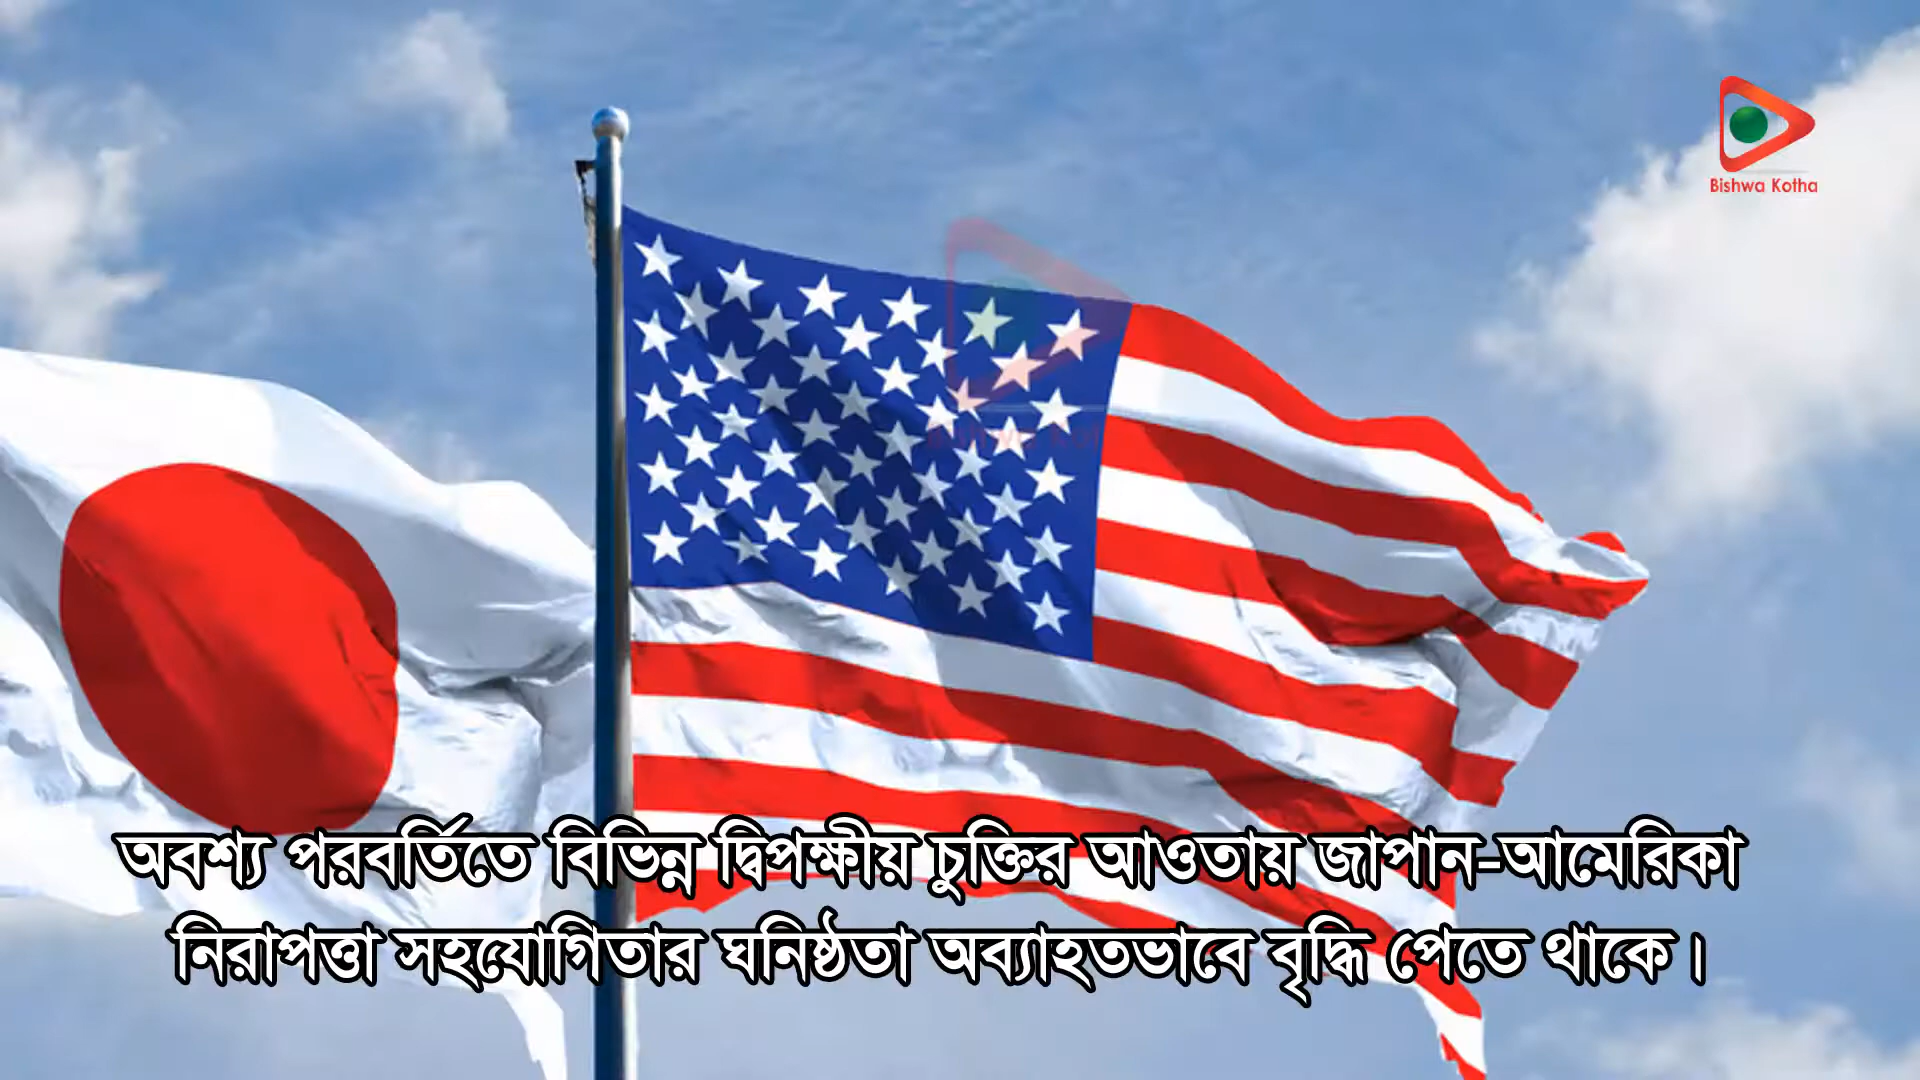 Bishwa Kotha
অবশ্য পরবর্তিতে বিভিন্ন দ্বিপক্ষীয় চুক্তির আওতায় জাপান-আমেরিকা
নিরাপত্তা সহযোগিতার ঘনিষ্ঠতা অব্যাহতভাবে বৃদ্ধি পেতে থাকে।